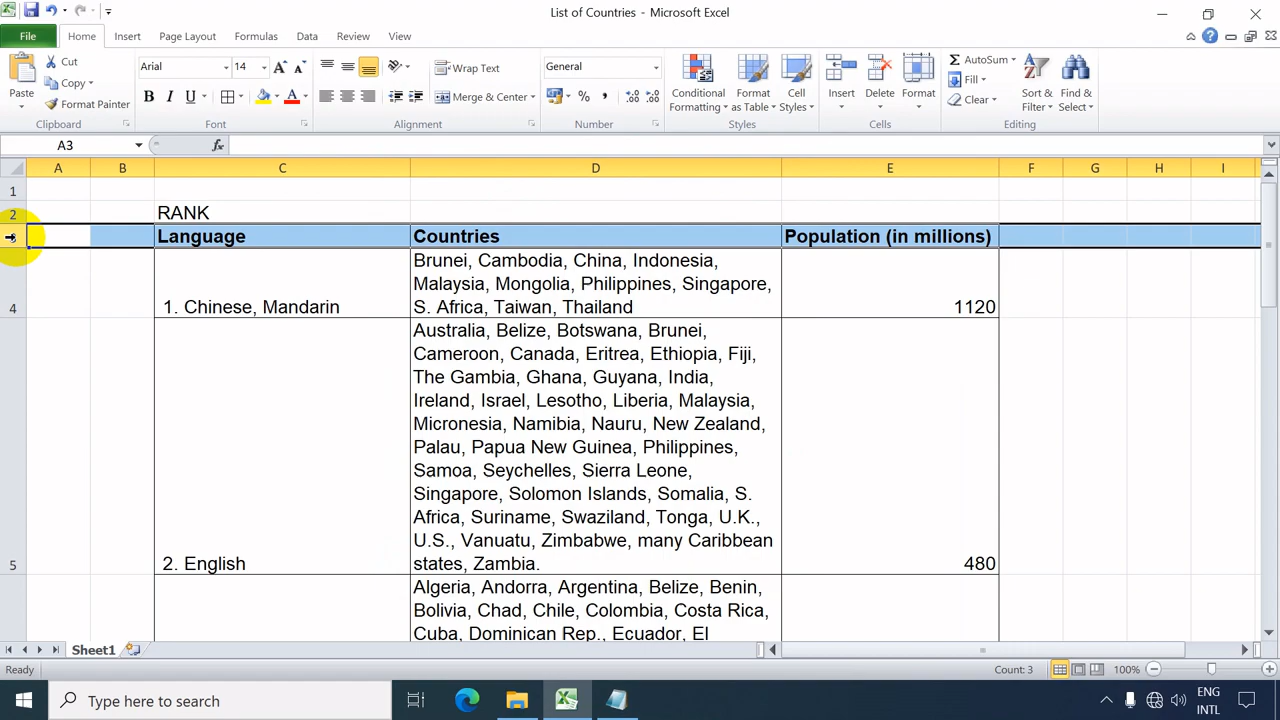 List of Countries - Microsoft Excel
File Home Insert Page Layout Formulas Data Review View
Paste Cut Copy Format Painter
Clipboard
Arial 14
Font
Wrap Text
Merge & Center
Alignment
General
Number
Conditional Formatting Format as Table Cell Styles
Styles
Insert Delete Format
Cells
AutoSum Fill Clear
Sort & Filter Find & Select
Editing
A3
A B C D E F G H I
1
2 RANK
3 Language Countries Population (in millions)
Brunei, Cambodia, China, Indonesia,
Malaysia, Mongolia, Philippines, Singapore,
4 1. Chinese, Mandarin S. Africa, Taiwan, Thailand 1120
Australia, Belize, Botswana, Brunei,
Cameroon, Canada, Eritrea, Ethiopia, Fiji,
The Gambia, Ghana, Guyana, India,
Ireland, Israel, Lesotho, Liberia, Malaysia,
Micronesia, Namibia, Nauru, New Zealand,
Palau, Papua New Guinea, Philippines,
Samoa, Seychelles, Sierra Leone,
Singapore, Solomon Islands, Somalia, S.
Africa, Suriname, Swaziland, Tonga, U.K.,
U.S., Vanuatu, Zimbabwe, many Caribbean
5 2. English states, Zambia. 480
Algeria, Andorra, Argentina, Belize, Benin,
Bolivia, Chad, Chile, Colombia, Costa Rica,
Cuba, Dominican Rep., Ecuador, El
Sheet1
Ready Count: 3 100%
Type here to search ENG
INTL